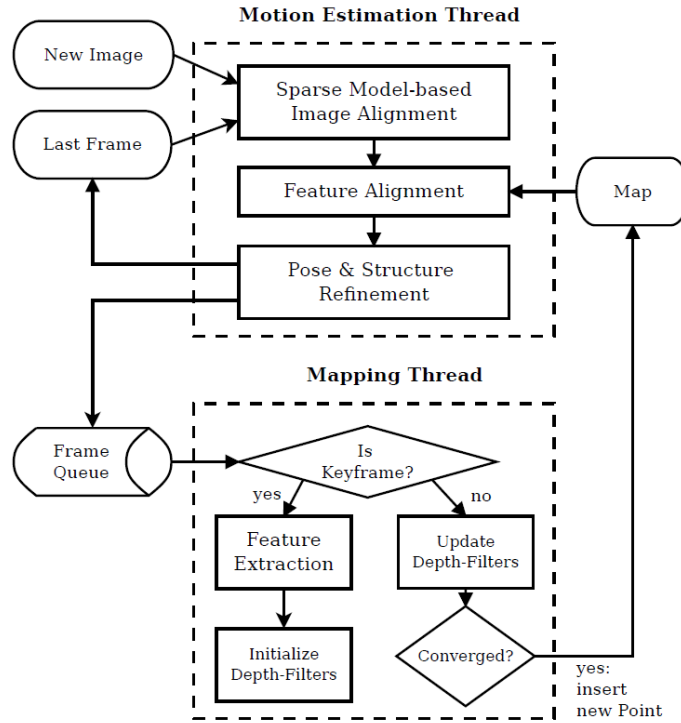 Motion Estimation Thread
New Image
Sparse Model-based
Image Alignment
Last Frame
Feature Alignment
Map
Pose & Structure
Refinement
Mapping Thread
Frame
Queue
Is
Keyframe?
yes
no
Feature
Extraction
Update
Depth-Filters
Initialize
Depth-Filters
Converged?
yes:
insert
new Point